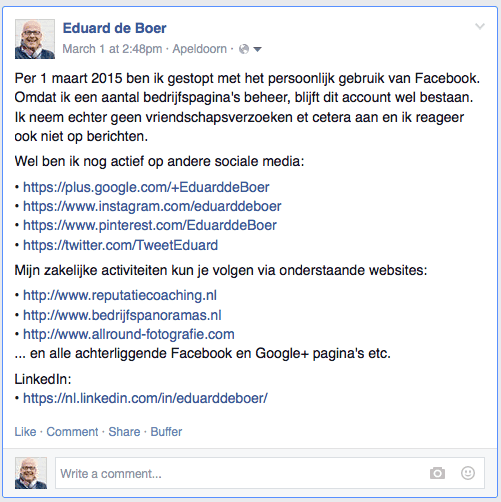 Eduard de Boer
March 1 at 2:48pm · Apeldoorn ·
Per 1 maart 2015 ben ik gestopt met het persoonlijk gebruik van Facebook.
Omdat ik een aantal bedrijfspagina's beheer, blijft dit account wel bestaan.
Ik neem echter geen vriendschapsverzoeken et cetera aan en ik reageer
ook niet op berichten.
Wel ben ik nog actief op andere sociale media:
• https://plus.google.com/+EduarddeBoer
• https://www.instagram.com/eduarddeboer
• https://www.pinterest.com/EduarddeBoer
• https://twitter.com/TweetEduard
Mijn zakelijke activiteiten kun je volgen via onderstaande websites:
• http://www.reputatiecoaching.nl
• http://www.bedrijfspanoramas.nl
• http://www.allround-fotografie.com
... en alle achterliggende Facebook en Google+ pagina's etc.
LinkedIn:
• https://nl.linkedin.com/in/eduarddeboer/
Like · Comment · Share · Buffer
Write a comment...